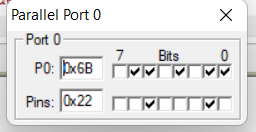 Parallel Port 0
Port 0
7 Bits 0
P0: 0x6B
Pins: 0x22